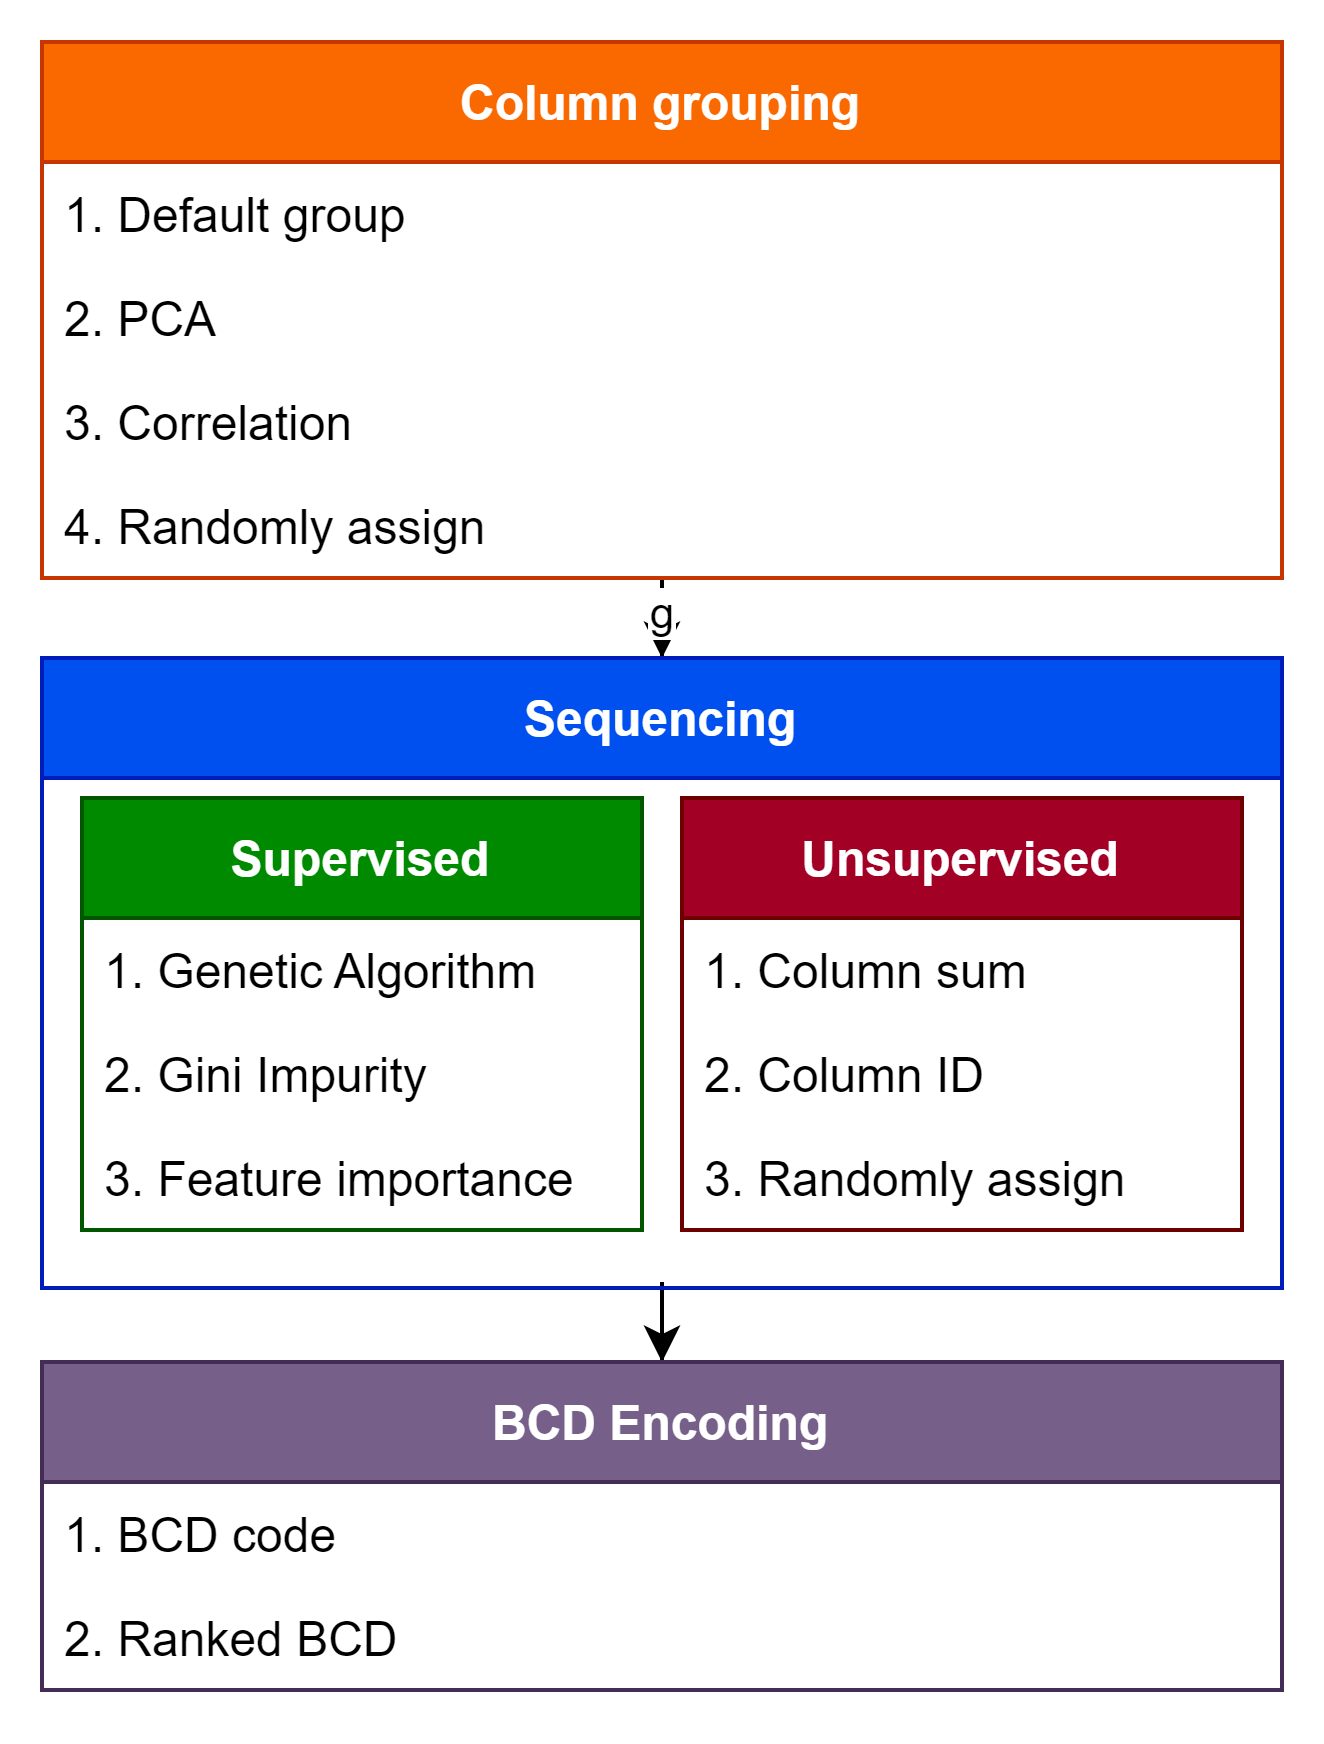 Column grouping
1. Default group
2. PCA
3. Correlation
4. Randomly assign
g
Sequencing
Supervised
1. Genetic Algorithm
2. Gini Impurity
3. Feature importance
Unsupervised
1. Column sum
2. Column ID
3. Randomly assign
BCD Encoding
1. BCD code
2. Ranked BCD